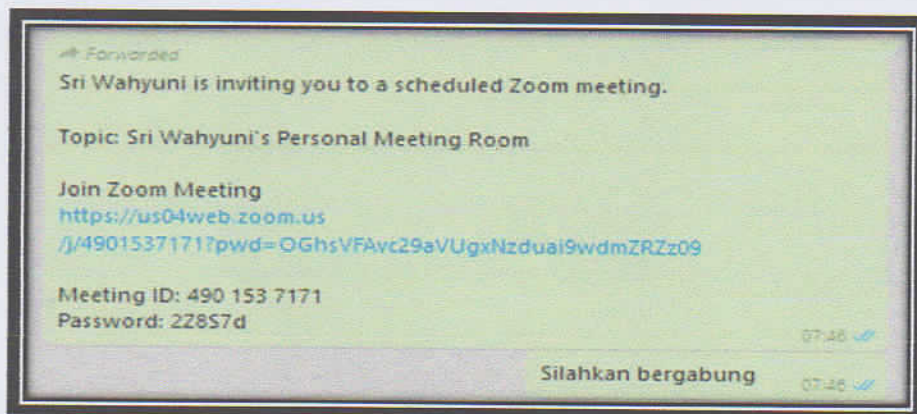 Forwarded
Sri Wahyuni is inviting you to a scheduled Zoom meeting.
Topic: Sri Wahyuni's Personal Meeting Room
Join Zoom Meeting
https://us04web.zoom.us
/j/4901537171?pwd=OGhsVFAvc29aVUgxNzduai9wdmZRZz09
Meeting ID: 490 153 7171
Password: 2Z8S7d
07:46
Silahkan bergabung
07:46